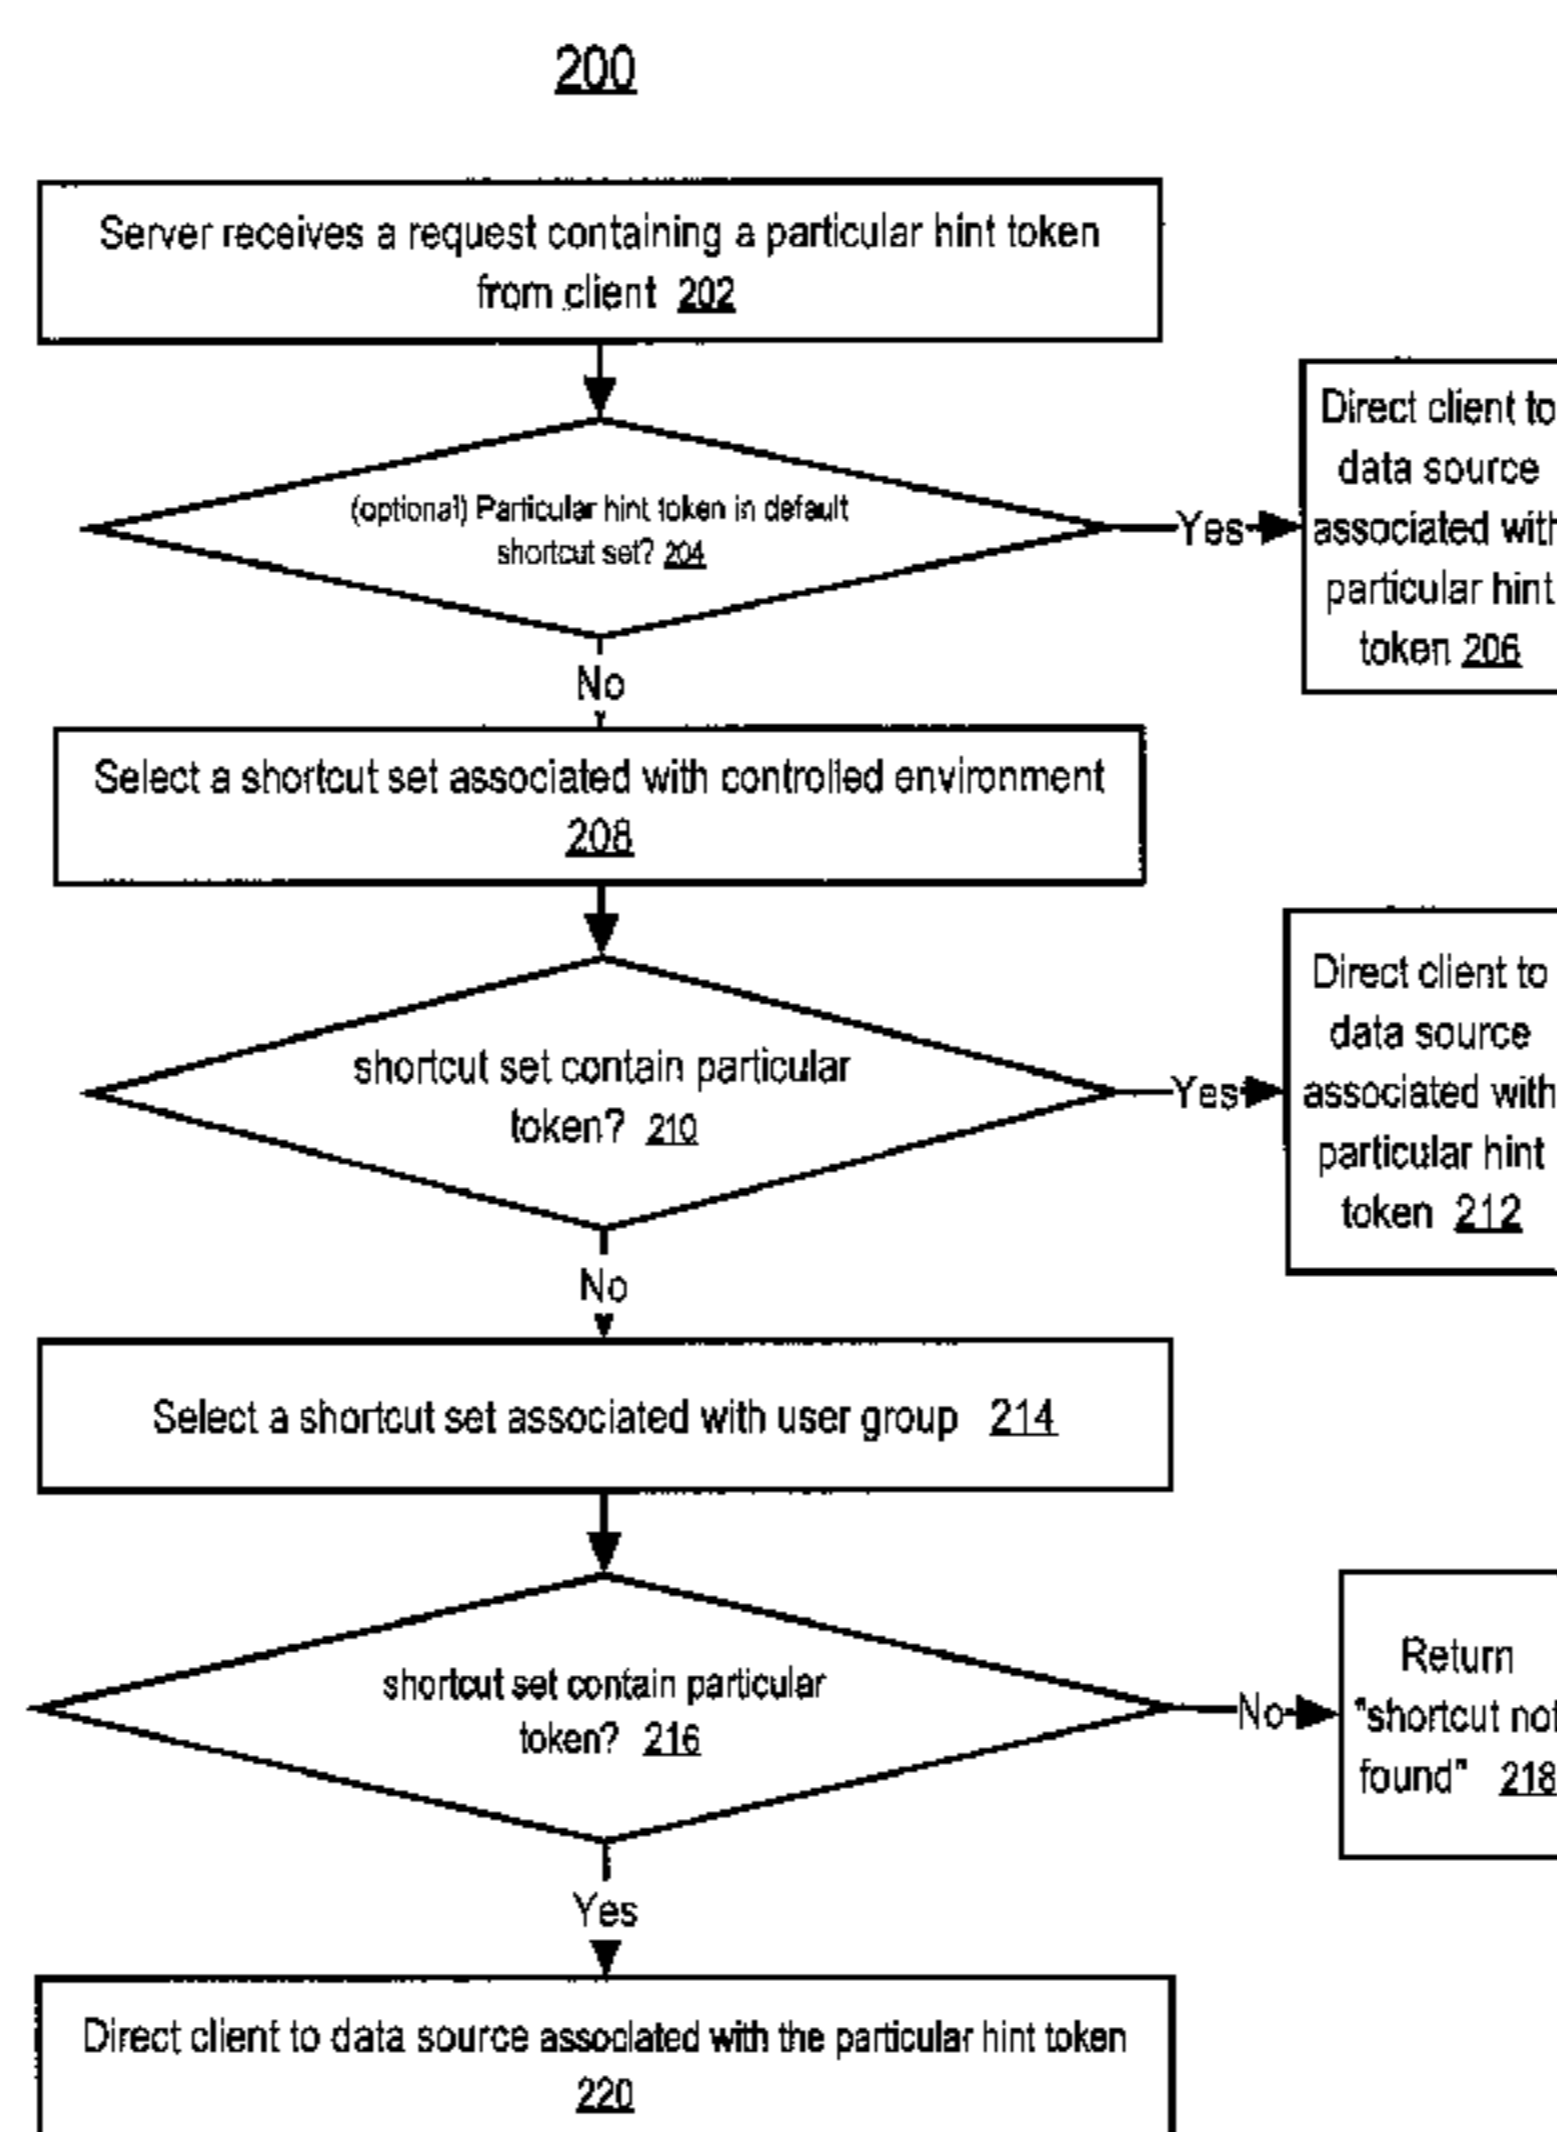 200
Server receives a request containing a particular hint token
from client 202
(optional) Particular hint token in default
shortcut set? 204
Yes
Direct client to
data source
associated with
particular hint
token 206
No
Select a shortcut set associated with controlled environment
208
shortcut set contain particular
token? 210
Yes
Direct client to
data source
associated with
particular hint
token 212
No
Select a shortcut set associated with user group 214
shortcut set contain particular
token? 216
No
Return
"shortcut not
found" 218
Yes
Direct client to data source associated with the particular hint token
220